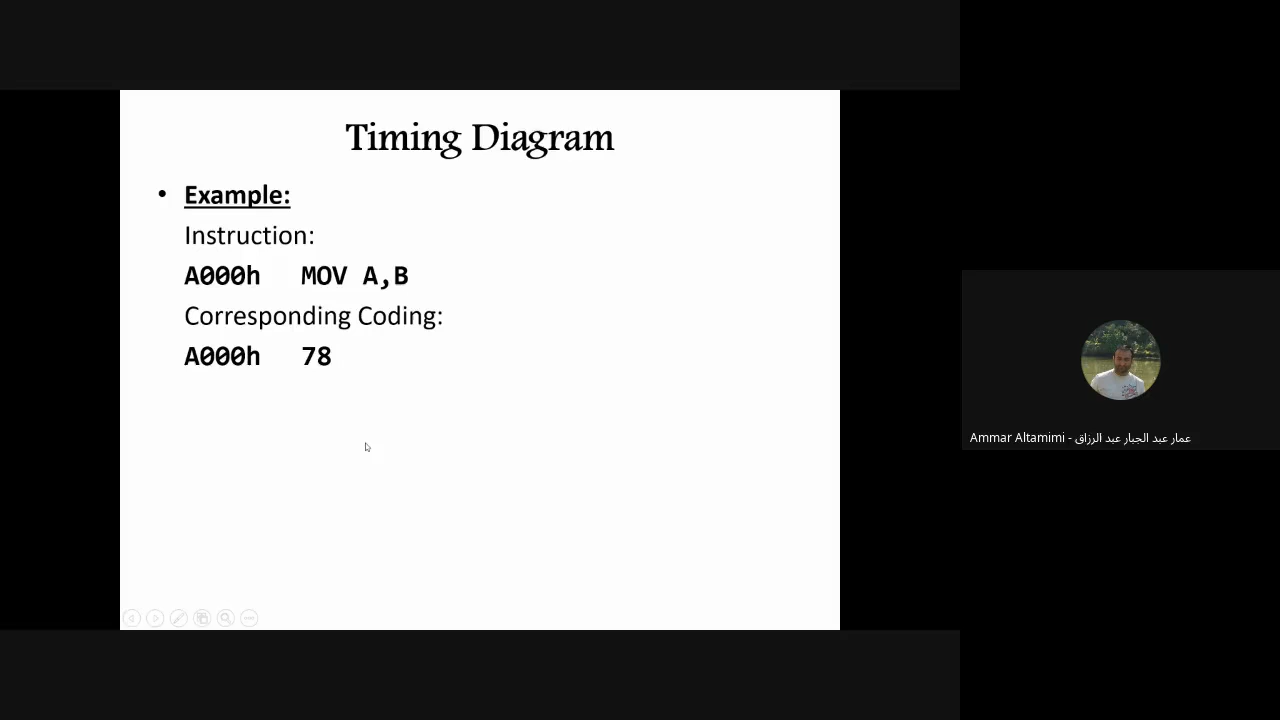 Timing Diagram
• Example:
Instruction:
A000h MOV A,B
Corresponding Coding:
A000h 78
Ammar Altamimi - عمار عبد الجبار عبد الرزاق